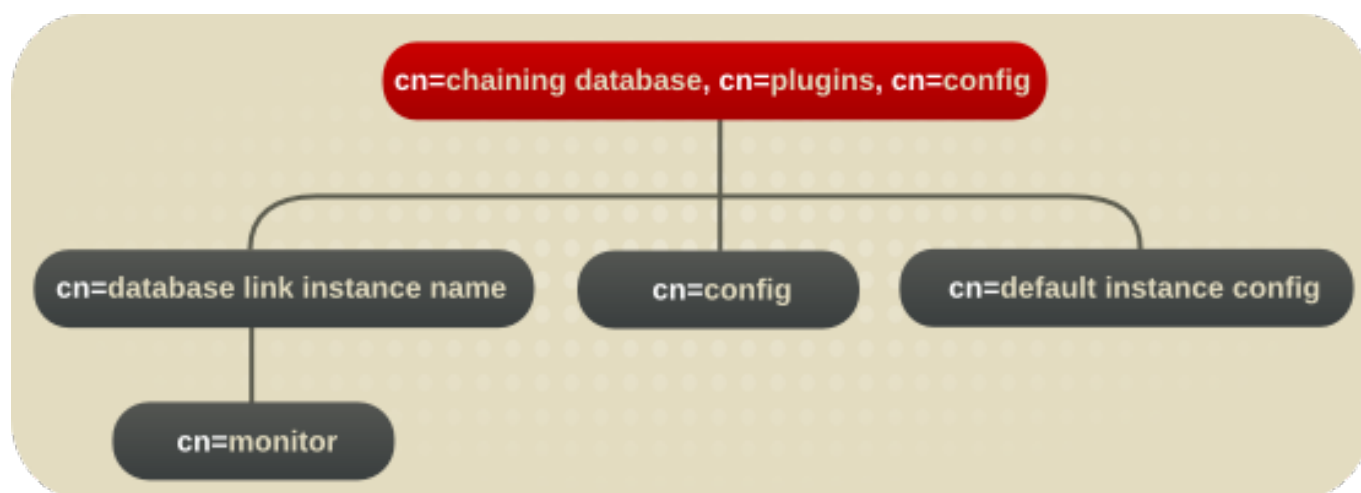 cn=chaining database, cn=plugins, cn=config
cn=database link instance name
cn=config
cn=default instance config
cn=monitor